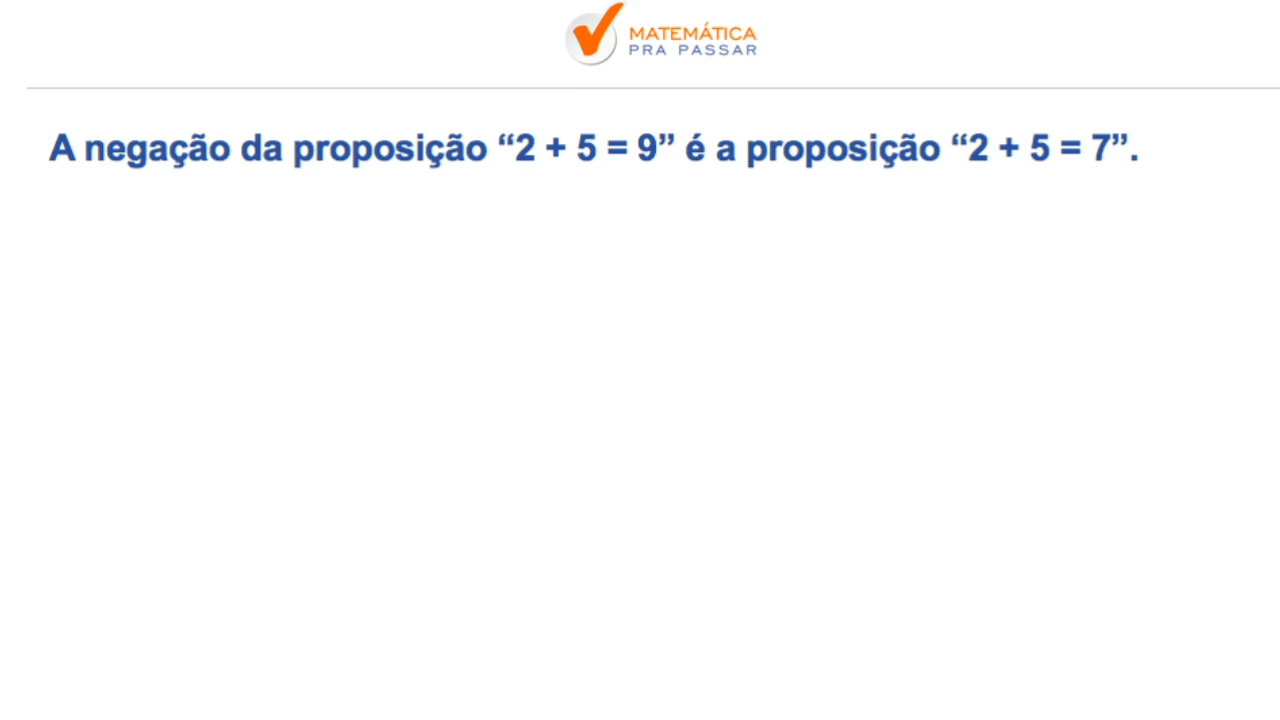 MATEMÁTICA
PRA PASSAR
A negação da proposição “2 + 5 = 9” é a proposição “2 + 5 = 7”.